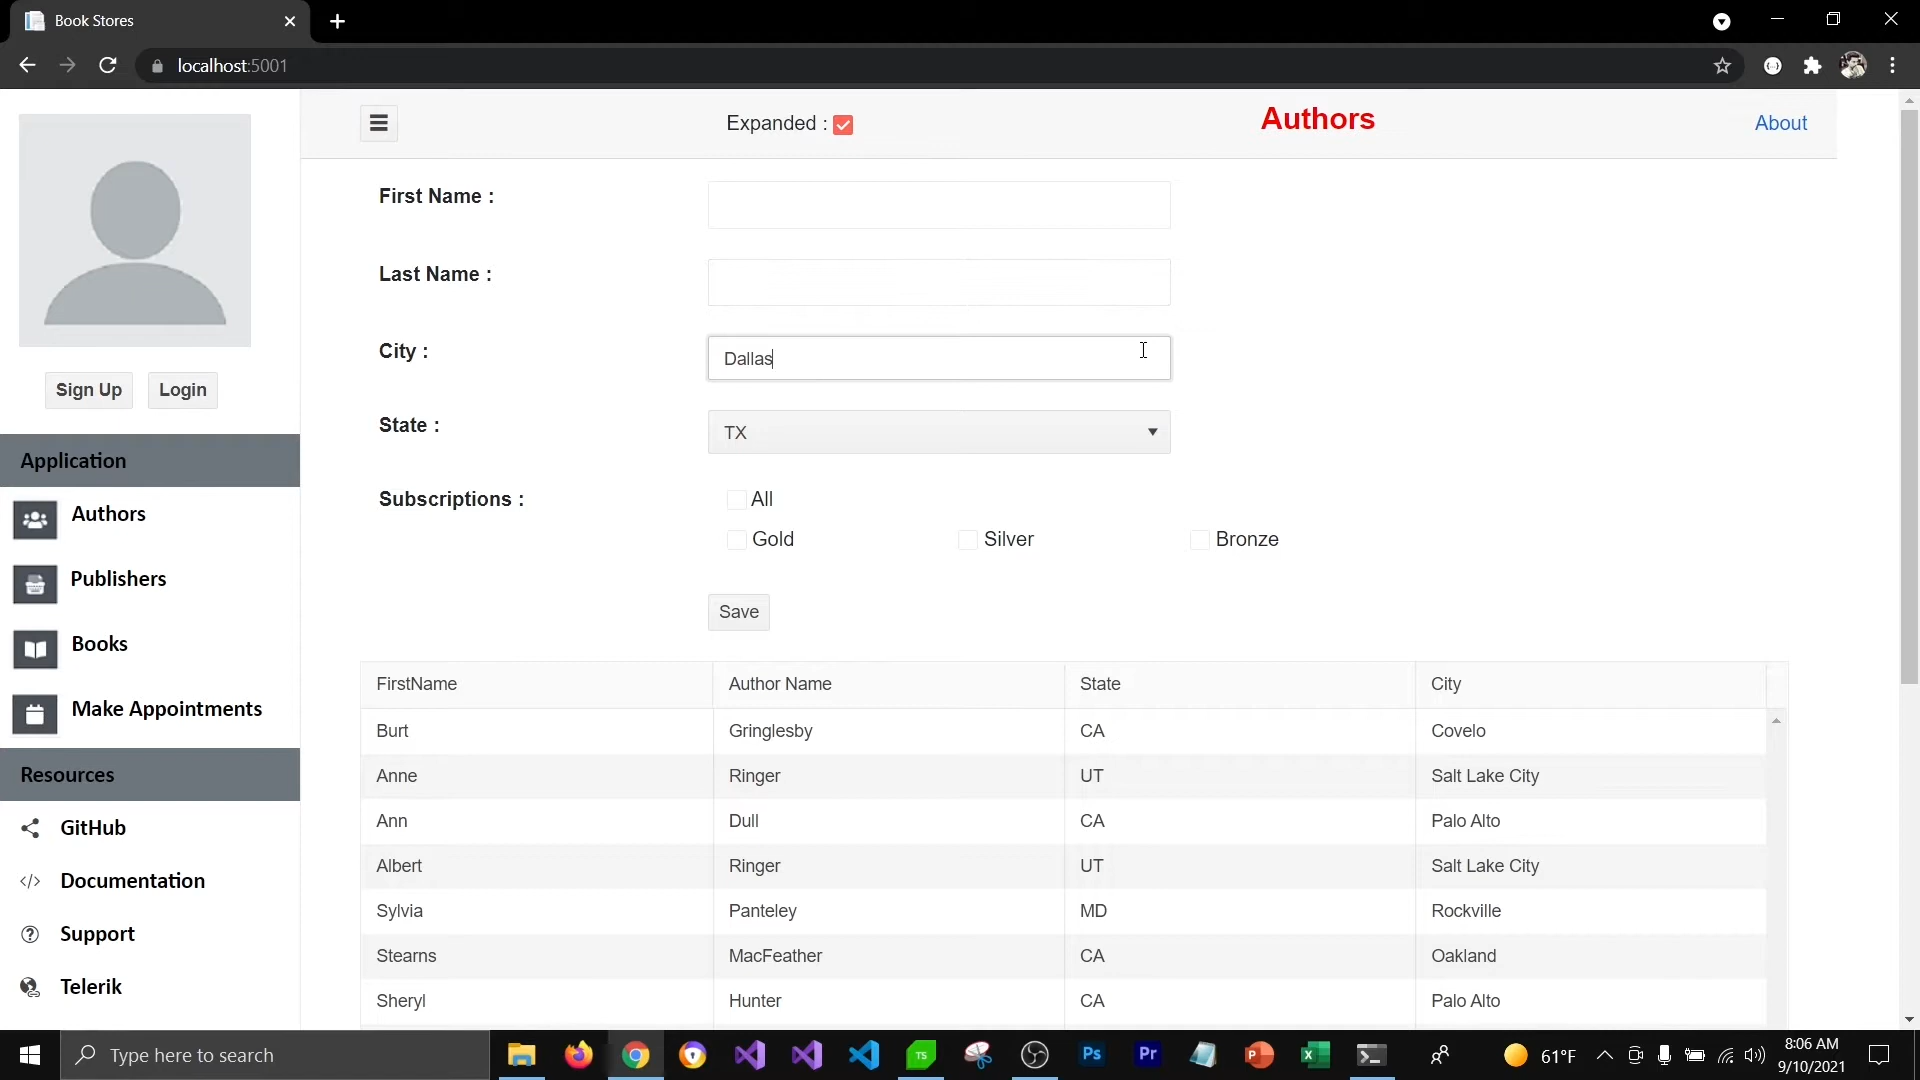 Book Stores
localhost:5001
Expanded :
Authors
About
First Name :
Last Name :
City :
Dallas
State :
TX
Subscriptions :
All
Gold
Silver
Bronze
Save
Sign Up
Login
Application
Authors
Publishers
Books
Make Appointments
Resources
GitHub
Documentation
Support
Telerik
FirstName Author Name State City
Burt Gringlesby CA Covelo
Anne Ringer UT Salt Lake City
Ann Dull CA Palo Alto
Albert Ringer UT Salt Lake City
Sylvia Panteley MD Rockville
Stearns MacFeather CA Oakland
Sheryl Hunter CA Palo Alto
Type here to search
TS
Ps
Pr
61°F
8:06 AM
9/10/2021